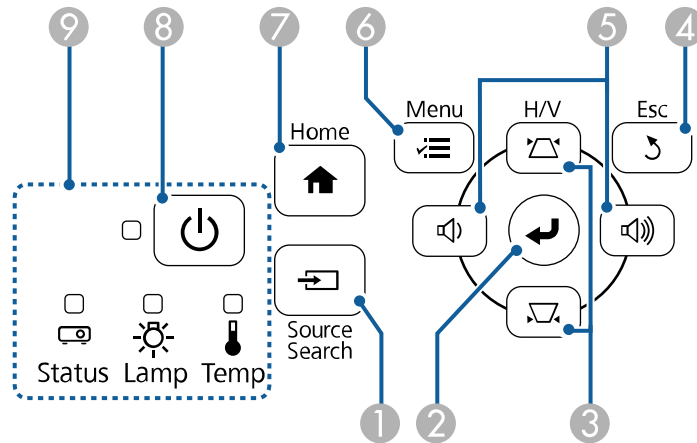 9 8 7 6 5 4
Menu H/V Esc
Home
Source
Search
Status Lamp Temp
1 2 3